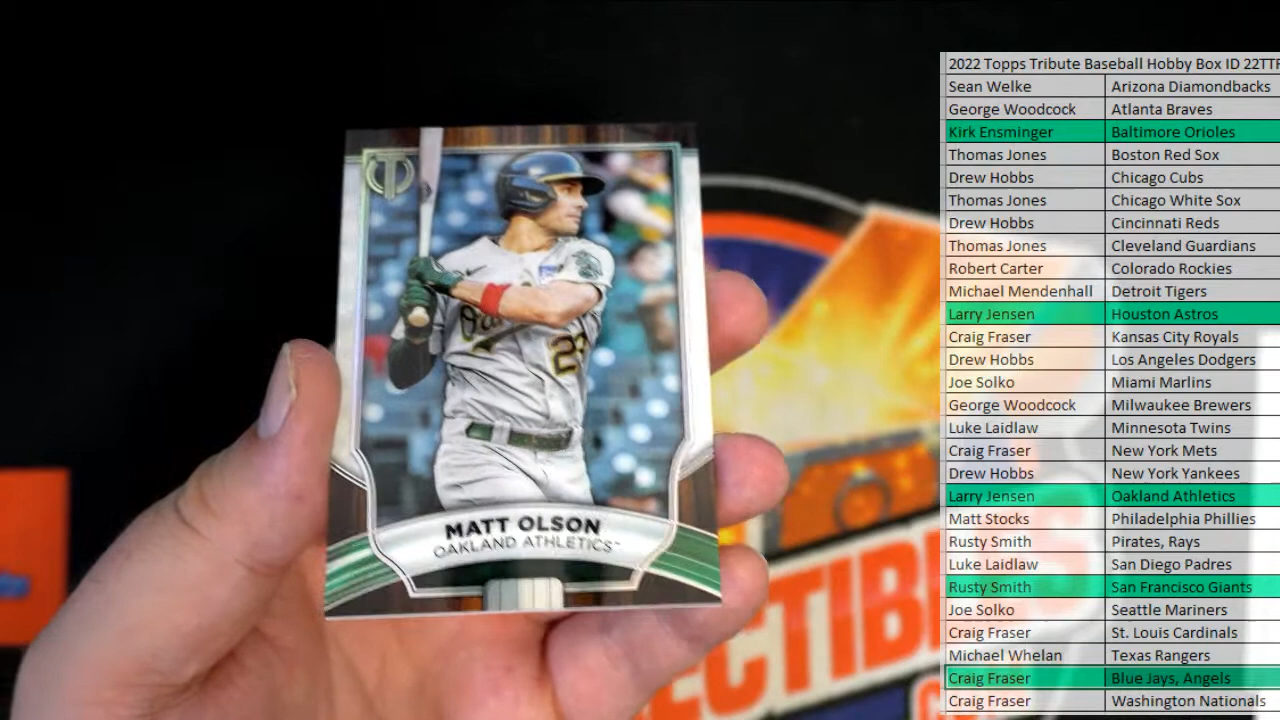 MATT OLSON
OAKLAND ATHLETICS™
2022 Topps Tribute Baseball Hobby Box ID 22TTF
Sean Welke Arizona Diamondbacks
George Woodcock Atlanta Braves
Kirk Ensminger Baltimore Orioles
Thomas Jones Boston Red Sox
Drew Hobbs Chicago Cubs
Thomas Jones Chicago White Sox
Drew Hobbs Cincinnati Reds
Thomas Jones Cleveland Guardians
Robert Carter Colorado Rockies
Michael Mendenhall Detroit Tigers
Larry Jensen Houston Astros
Craig Fraser Kansas City Royals
Drew Hobbs Los Angeles Dodgers
Joe Solko Miami Marlins
George Woodcock Milwaukee Brewers
Luke Laidlaw Minnesota Twins
Craig Fraser New York Mets
Drew Hobbs New York Yankees
Larry Jensen Oakland Athletics
Matt Stocks Philadelphia Phillies
Rusty Smith Pirates, Rays
Luke Laidlaw San Diego Padres
Rusty Smith San Francisco Giants
Joe Solko Seattle Mariners
Craig Fraser St. Louis Cardinals
Michael Whelan Texas Rangers
Craig Fraser Blue Jays, Angels
Craig Fraser Washington Nationals